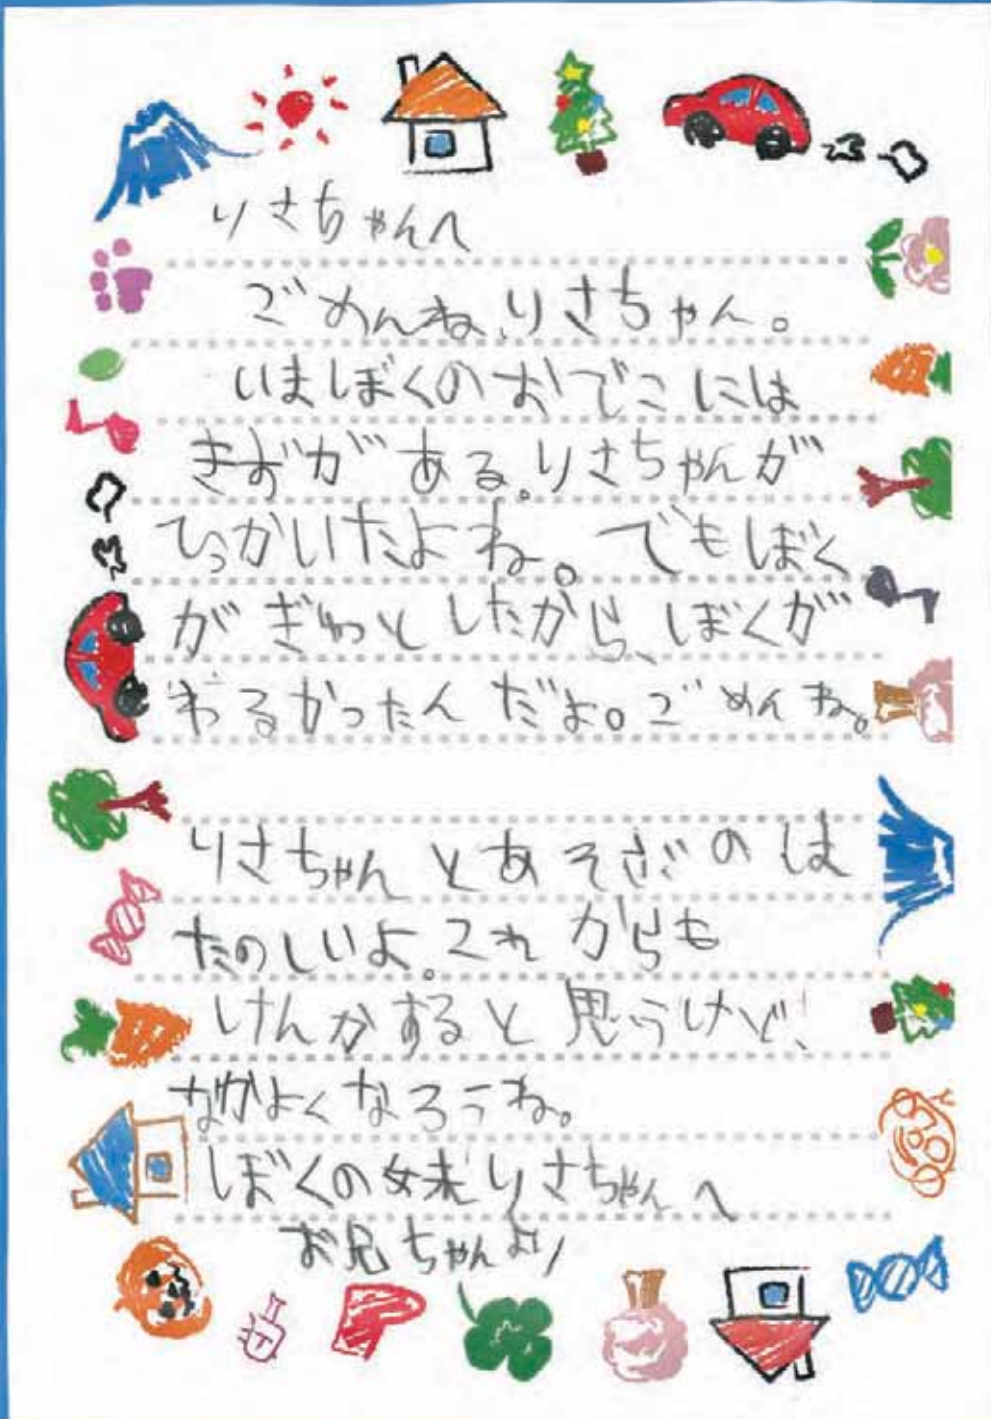 りさちゃんへ
ごめんね、りさちゃん。
いまぼくのおでこには
きずがある。りさちゃんが
ひっかいたよね。でもぼく
がぎゅっとしたから、ぼくが
わるかったんだよ。ごめんね。
りさちゃんとあそぶのは
たのしいよ。これからも
けんかすると思うけど、
なかよくなろうね。
ぼくの妹りさちゃんへ
お兄ちゃんより